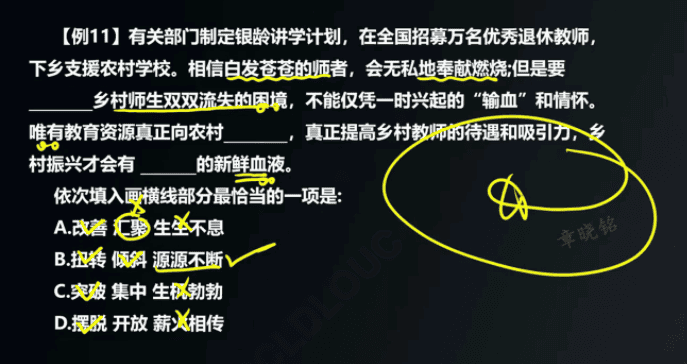 【例11】有关部门制定银龄讲学计划，在全国招募万名优秀退休教师，
下乡支援农村学校。相信白发苍苍的师者，会无私地奉献燃烧;但是要
_______乡村师生双双流失的困境，不能仅凭一时兴起的“输血”和情怀。
唯有教育资源真正向农村_______，真正提高乡村教师的待遇和吸引力，乡
村振兴才会有 _______的新鲜血液。
依次填入画横线部分最恰当的一项是:
A.改善 汇聚 生生不息
B.扭转 倾斜 源源不断
C.突破 集中 生机勃勃
D.摆脱 开放 薪火相传
章晓铭